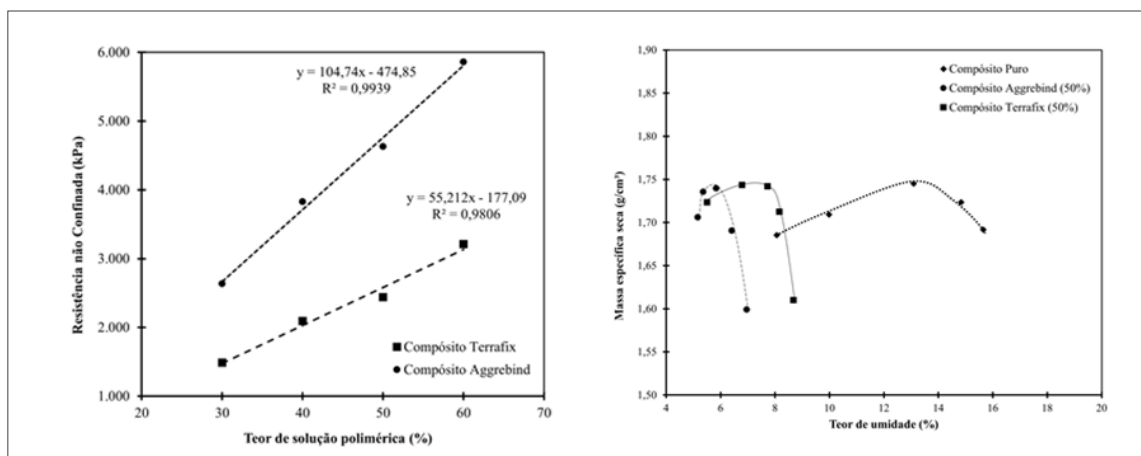 6.000
5.000
4.000
3.000
2.000
1.000
20
30
40
50
60
70
Resistência não Confinada (kPa)
Teor de solução polimérica (%)
y = 104,74x - 474,85
R² = 0,9939
y = 55,212x - 177,09
R² = 0,9806
Compósito Terrafix
Compósito Aggrebind
1,90
1,85
1,80
1,75
1,70
1,65
1,60
1,55
1,50
4
6
8
10
12
14
16
18
20
Massa específica seca (g/cm³)
Teor de umidade (%)
Compósito Puro
Compósito Aggrebind (50%)
Compósito Terrafix (50%)